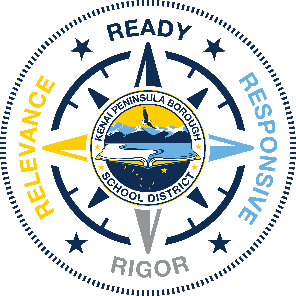 READY
RELEVANCE
RESPONSIVE
KENAI PENINSULA BOROUGH
SCHOOL DISTRICT
RIGOR